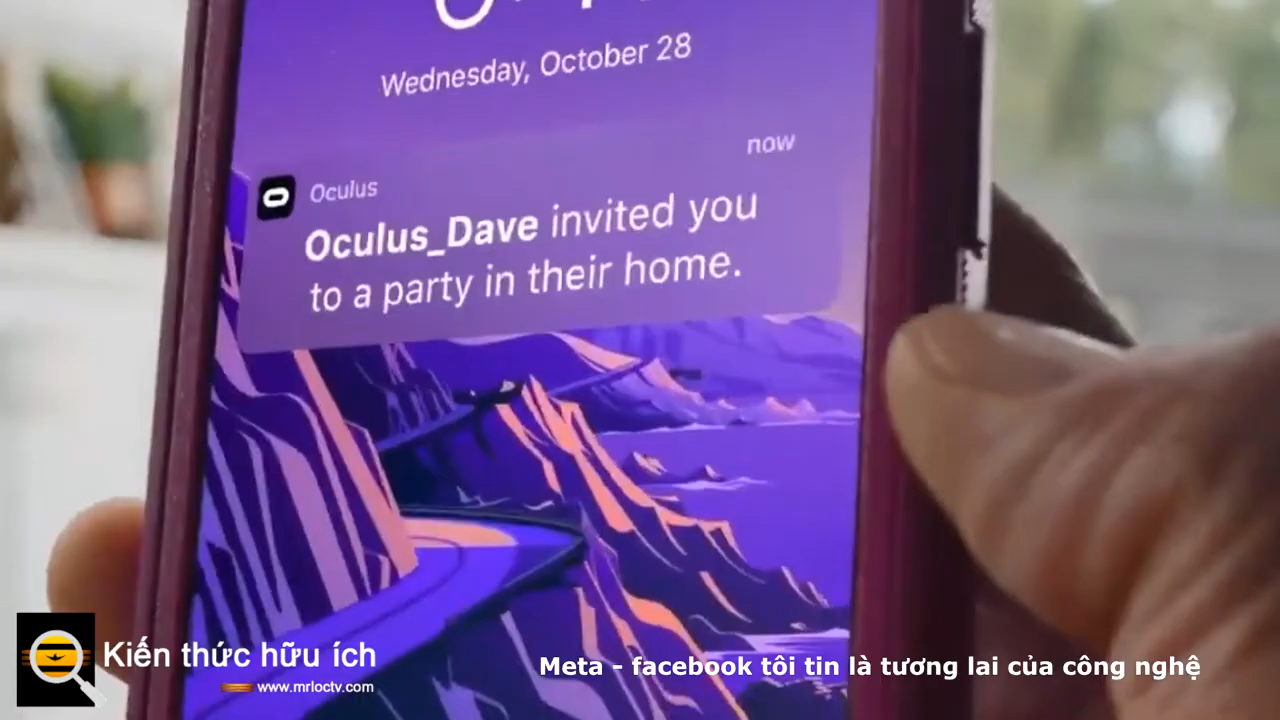 Wednesday, October 28
now
Oculus
Oculus_Dave invited you
to a party in their home.
Kiến thức hữu ích
www.mrloctv.com
Meta - facebook tôi tin là tương lai của công nghệ